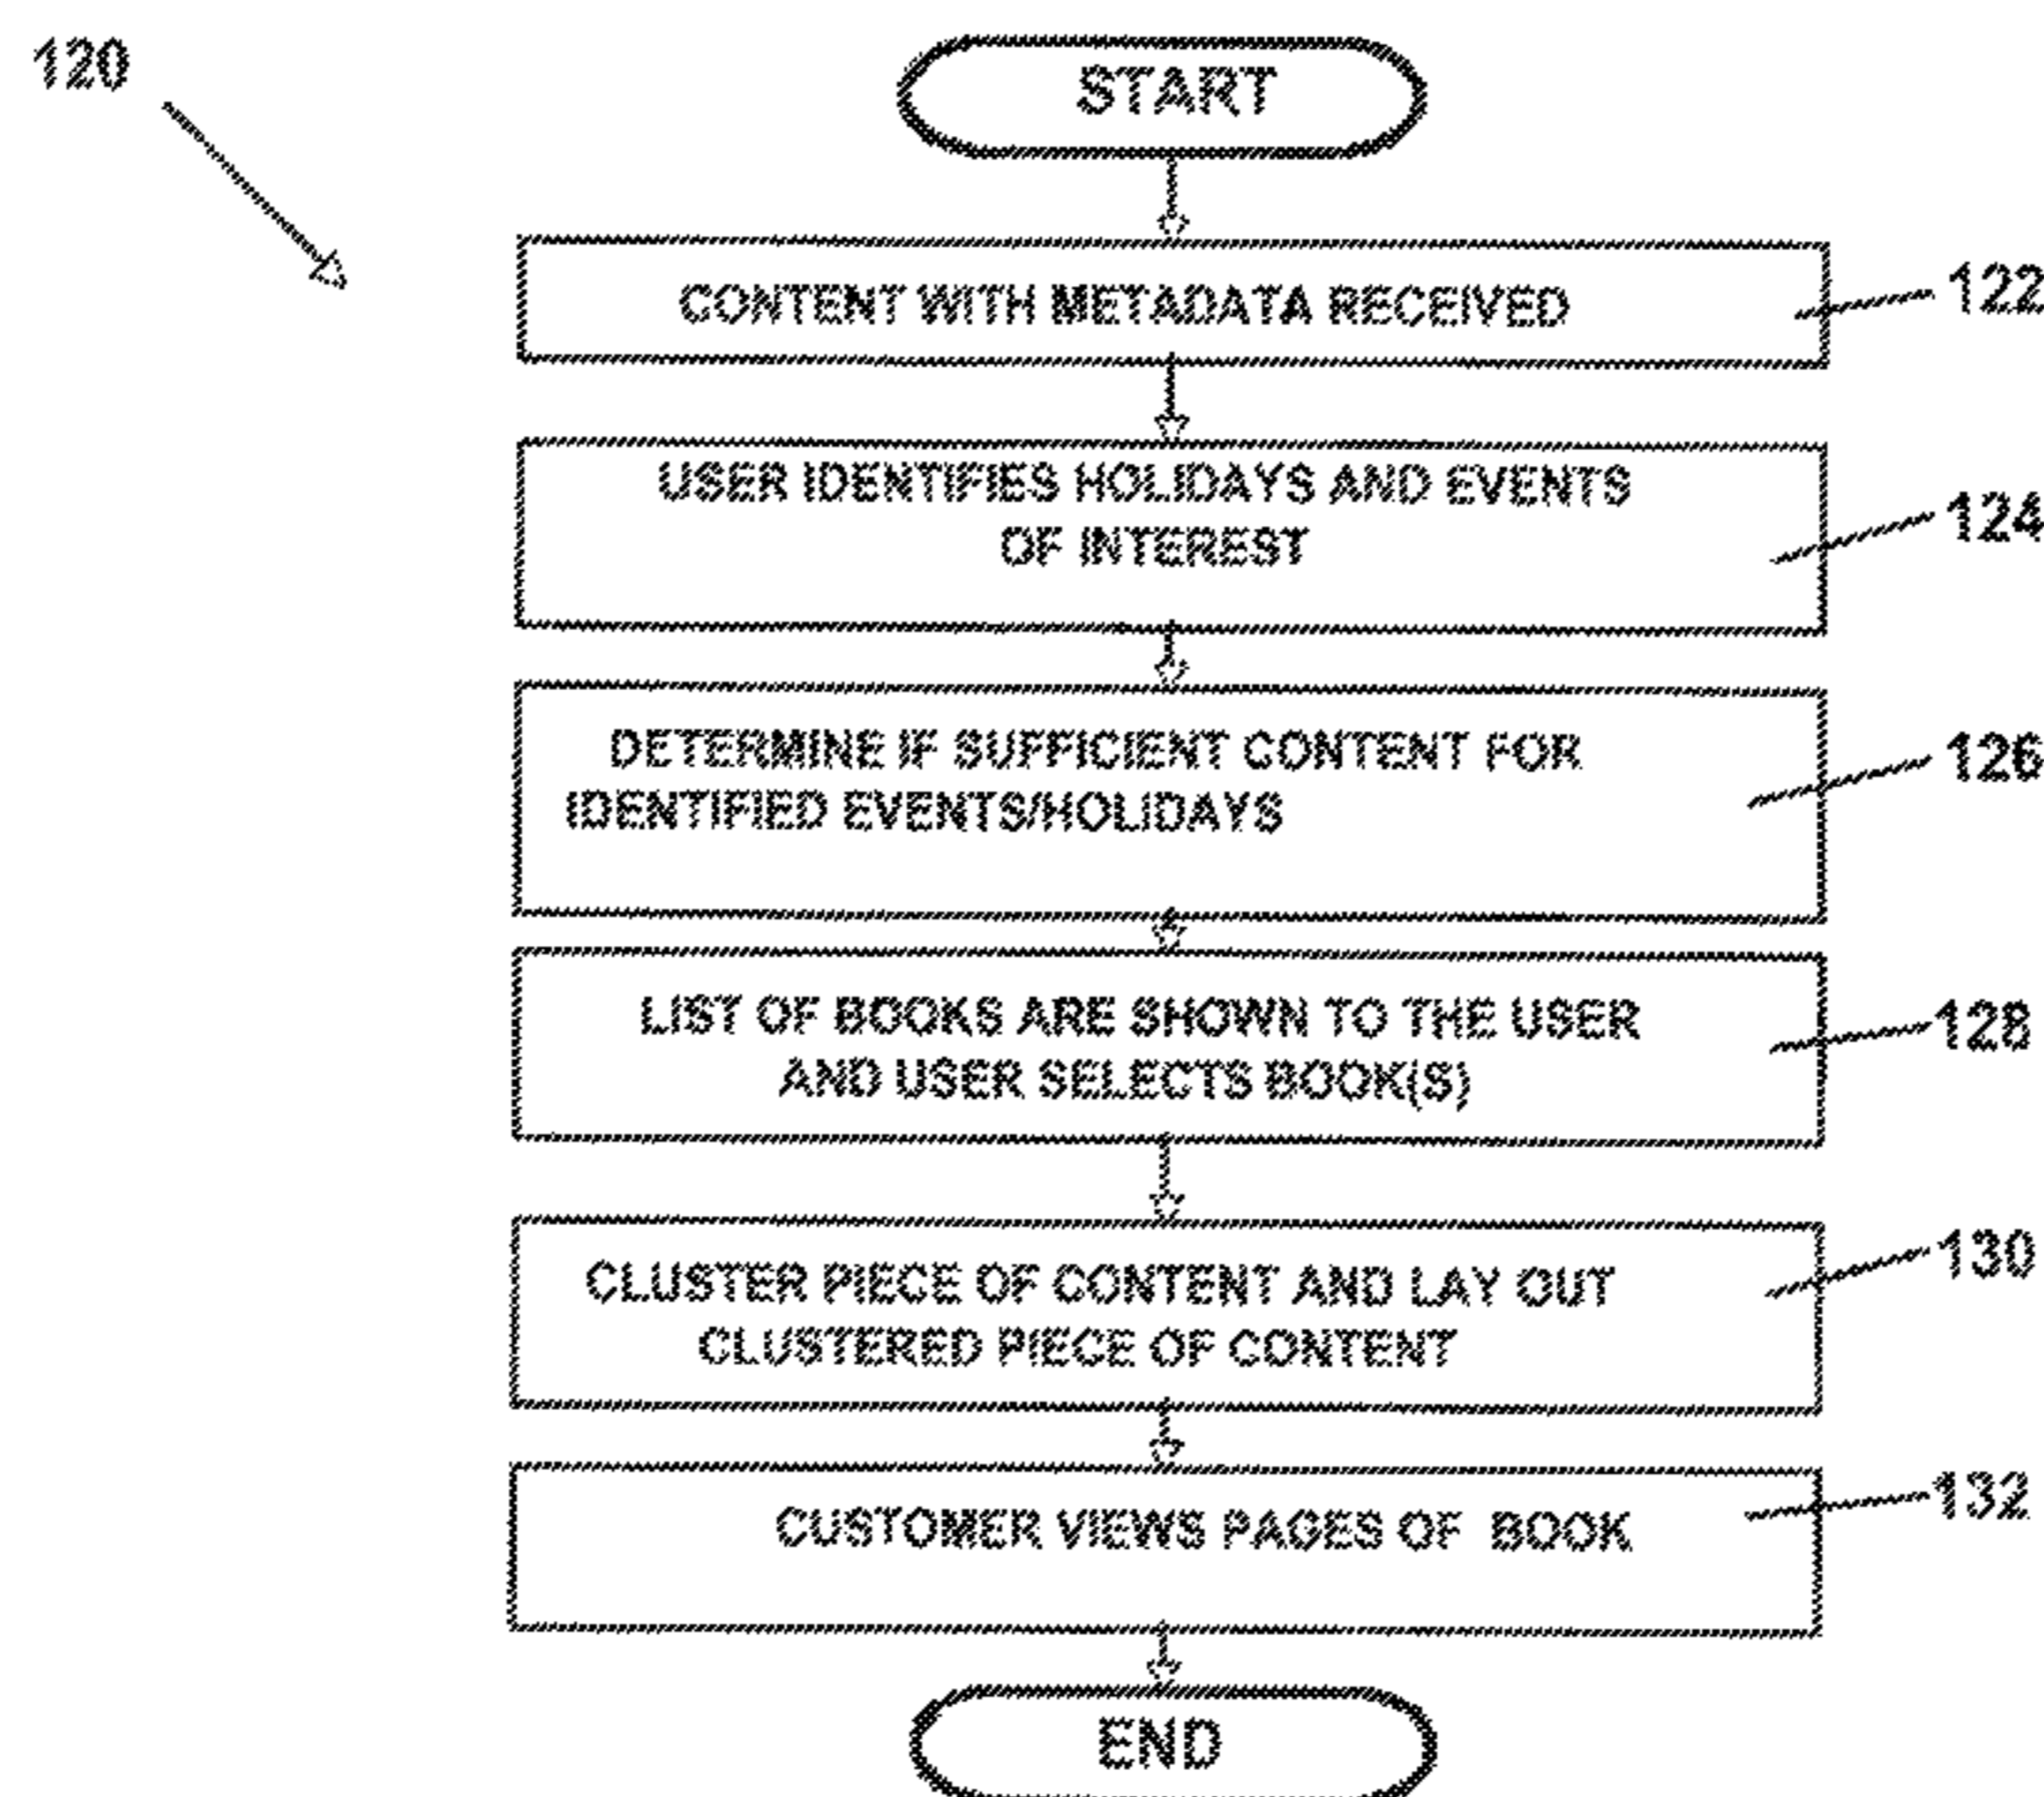 120
START
CONTENT WITH METADATA RECEIVED
122
USER IDENTIFIES HOLIDAYS AND EVENTS
OF INTEREST
124
DETERMINE IF SUFFICIENT CONTENT FOR
IDENTIFIED EVENTS/HOLIDAYS
126
LIST OF BOOKS ARE SHOWN TO THE USER
AND USER SELECTS BOOK(S)
128
CLUSTER PIECE OF CONTENT AND LAY OUT
CLUSTERED PIECE OF CONTENT
130
CUSTOMER VIEWS PAGES OF BOOK
132
END